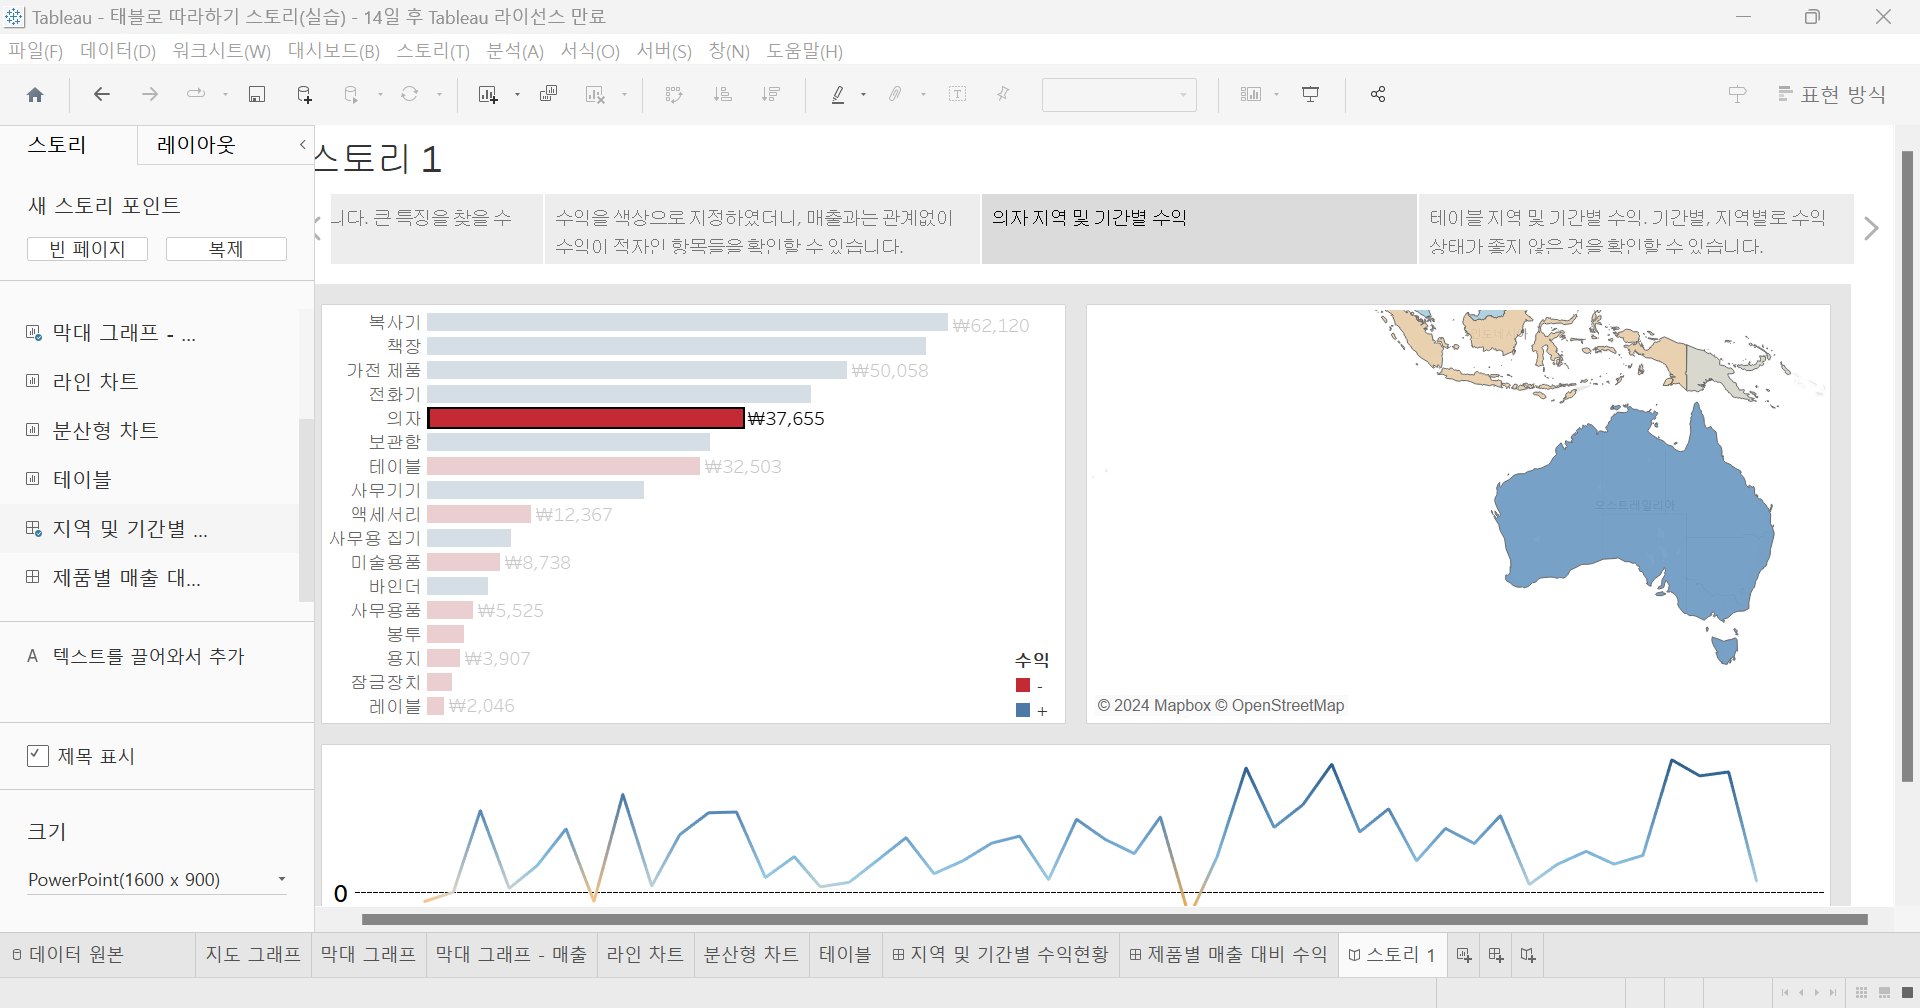 Tableau - 태블로 따라하기 스토리(실습) - 14일 후 Tableau 라이선스 만료
파일(F) 데이터(D) 워크시트(W) 대시보드(B) 스토리(T) 분석(A) 서식(O) 서버(S) 창(N) 도움말(H)
표현 방식
스토리 레이아웃
새 스토리 포인트
빈 페이지 복제
막대 그래프 - ...
라인 차트
분산형 차트
테이블
지역 및 기간별 ...
제품별 매출 대...
A 텍스트를 끌어와서 추가
제목 표시
크기
PowerPoint(1600 x 900)
스토리 1
니다. 큰 특징을 찾을 수
수익을 색상으로 지정하였더니, 매출과는 관계없이
수익이 적자인 항목들을 확인할 수 있습니다.
의자 지역 및 기간별 수익
테이블 지역 및 기간별 수익. 기간별, 지역별로 수익
상태가 좋지 않은 것을 확인할 수 있습니다.
복사기 ₩62,120
책장
가전 제품 ₩50,058
전화기
의자 ₩37,655
보관함
테이블 ₩32,503
사무기기
액세서리 ₩12,367
사무용 집기
미술용품 ₩8,738
바인더
사무용품 ₩5,525
봉투
용지 ₩3,907
잠금장치
레이블 ₩2,046
수익
-
+
인도네시아
오스트레일리아
© 2024 Mapbox © OpenStreetMap
0
데이터 원본 지도 그래프 막대 그래프 막대 그래프 - 매출 라인 차트 분산형 차트 테이블 지역 및 기간별 수익현황 제품별 매출 대비 수익 스토리 1